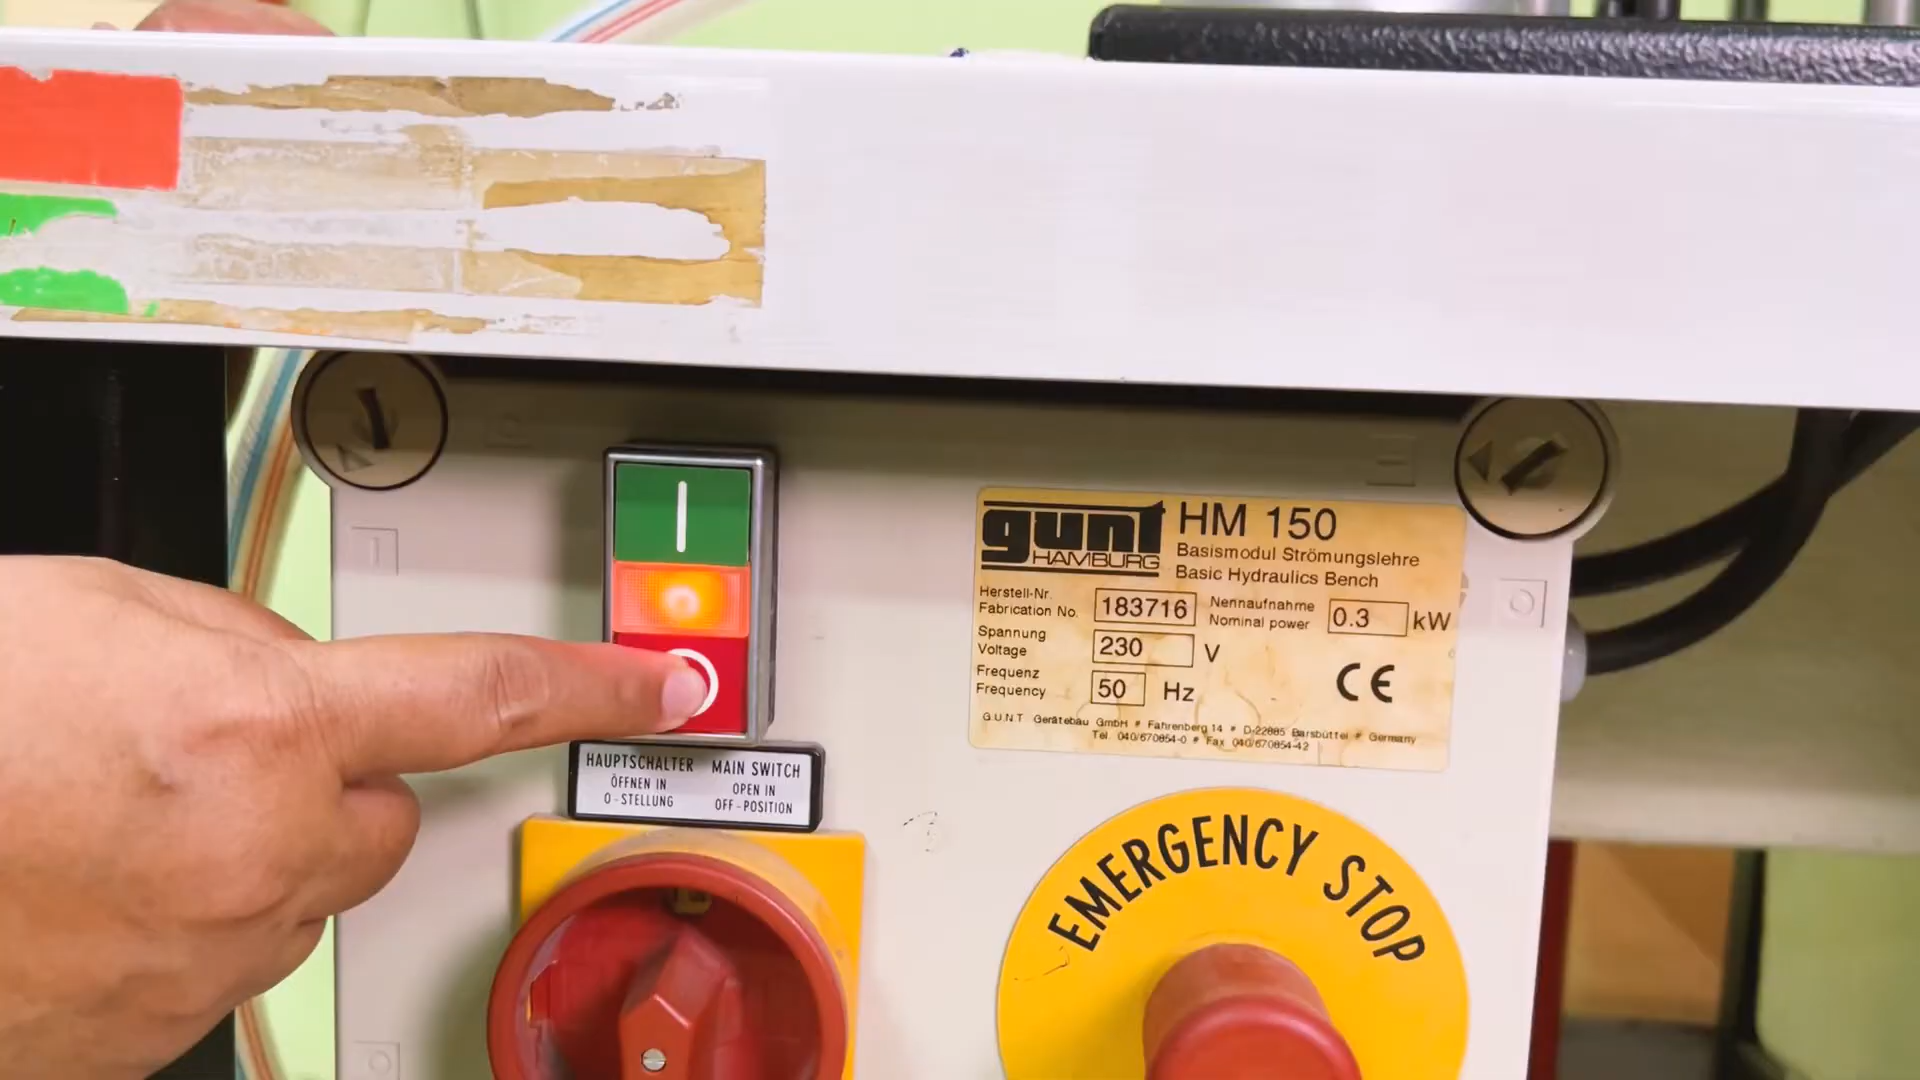 gunt
HAMBURG
HM 150
Basismodul Strömungslehre
Basic Hydraulics Bench
Herstell-Nr.
Fabrication No.
183716
Nennaufnahme
Nominal power
0.3 kW
Spannung
Voltage
230 V
Frequenz
Frequency
50 Hz
CE
G.U.N.T Gerätebau GmbH # Fahrenberg 14 # D-22885 Barsbüttel # Germany
Tel. 040/670854-0 # Fax 040/670854-42
HAUPTSCHALTER
ÖFFNEN IN
O-STELLUNG
MAIN SWITCH
OPEN IN
OFF-POSITION
EMERGENCY STOP